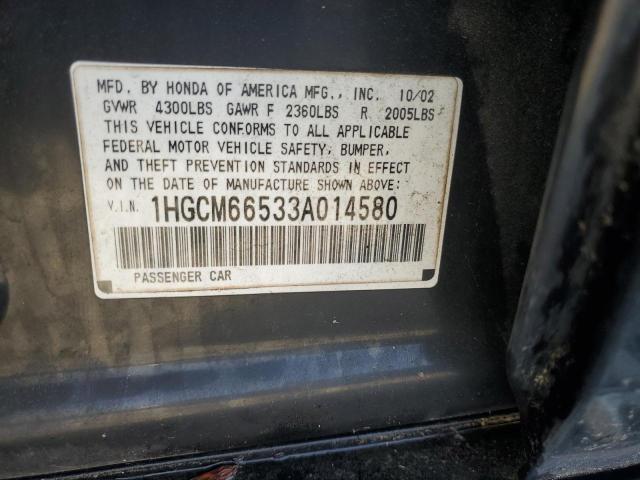 MFD. BY HONDA OF AMERICA MFG., INC. 10/02
GVWR 4300LBS GAWR F 2360LBS R 2005LBS
THIS VEHICLE CONFORMS TO ALL APPLICABLE
FEDERAL MOTOR VEHICLE SAFETY, BUMPER,
AND THEFT PREVENTION STANDARDS IN EFFECT
ON THE DATE OF MANUFACTURE SHOWN ABOVE:
V.I.N. 1HGCM66533A014580
PASSENGER CAR